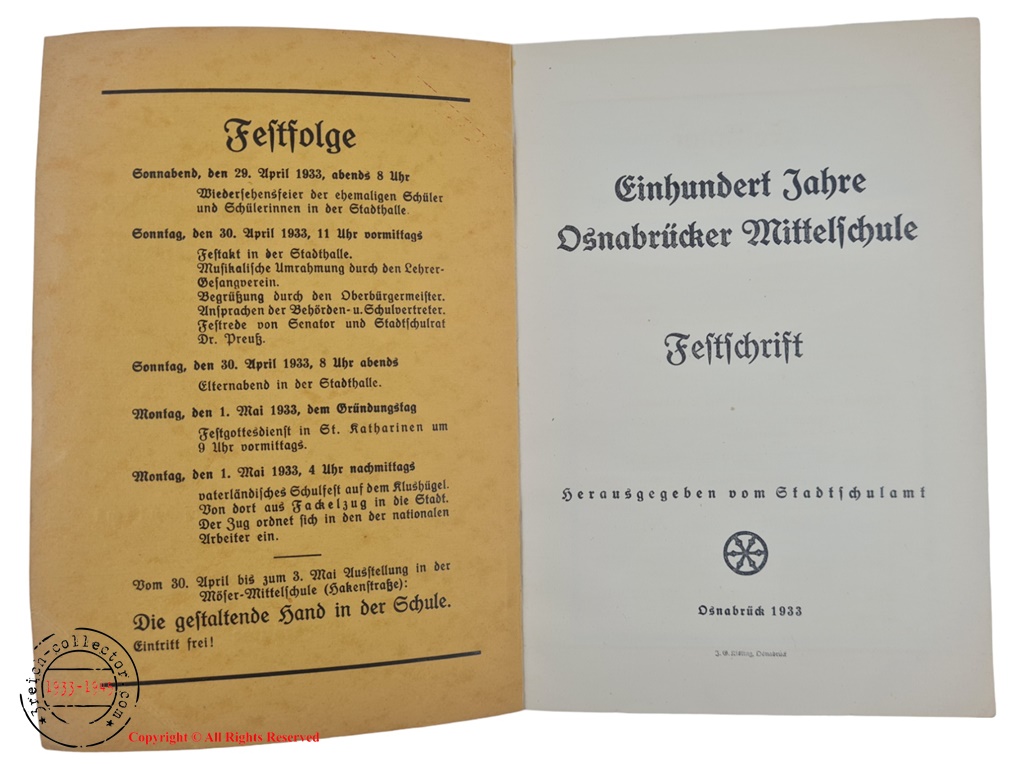 Festfolge
Sonnabend, den 29. April 1933, abends 8 Uhr
Wiedersehensfeier der ehemaligen Schüler
und Schülerinnen in der Stadthalle.
Sonntag, den 30. April 1933, 11 Uhr vormittags
Festakt in der Stadthalle.
Musikalische Umrahmung durch den Lehrer-
Gesangverein.
Begrüßung durch den Oberbürgermeister.
Ansprachen der Behörden- u. Schulvertreter.
Festrede von Senator und Stadtschulrat
Dr. Preuß.
Sonntag, den 30. April 1933, 8 Uhr abends
Elternabend in der Stadthalle.
Montag, den 1. Mai 1933, dem Gründungstag
Festgottesdienst in St. Katharinen um
9 Uhr vormittags.
Montag, den 1. Mai 1933, 4 Uhr nachmittags
vaterländisches Schulfest auf dem Klushügel.
Von dort aus Fackelzug in die Stadt.
Der Zug ordnet sich in den der nationalen
Arbeiter ein.
Vom 30. April bis zum 3. Mai Ausstellung in der
Möser-Mittelschule (Hakenstraße):
Die gestaltende Hand in der Schule.
Eintritt frei!
Einhundert Jahre
Osnabrücker Mittelschule
Festschrift
Herausgegeben vom Stadtschulamt
Osnabrück 1933
Osnabrück
3reich-collector.com
1933-1945
Copyright © All Rights Reserved